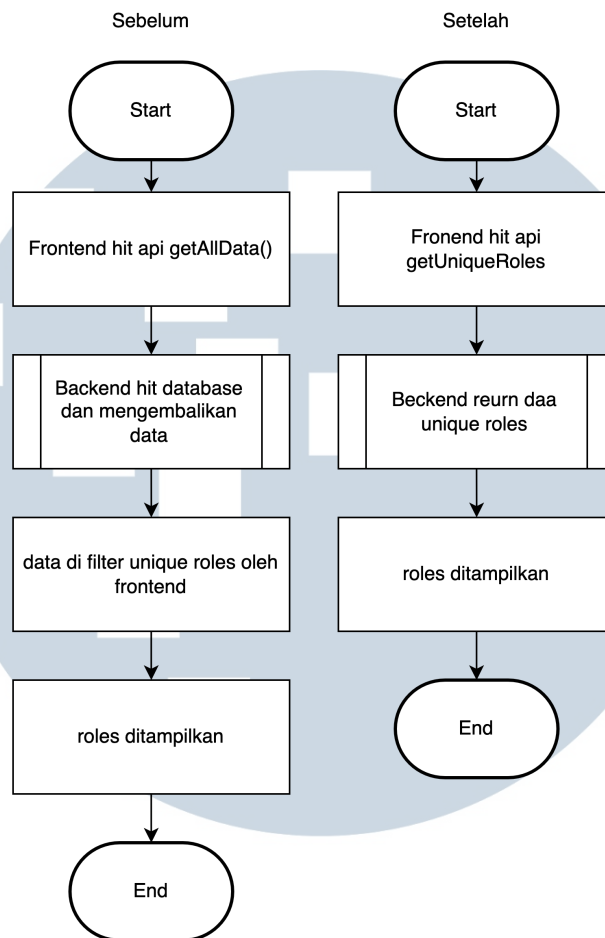 Sebelum
Start
Frontend hit api getAllData()
Backend hit database
dan mengembalikan
data
data di filter unique roles oleh
frontend
roles ditampilkan
End
Setelah
Start
Fronend hit api
getUniqueRoles
Beckend reurn daa
unique roles
roles ditampilkan
End